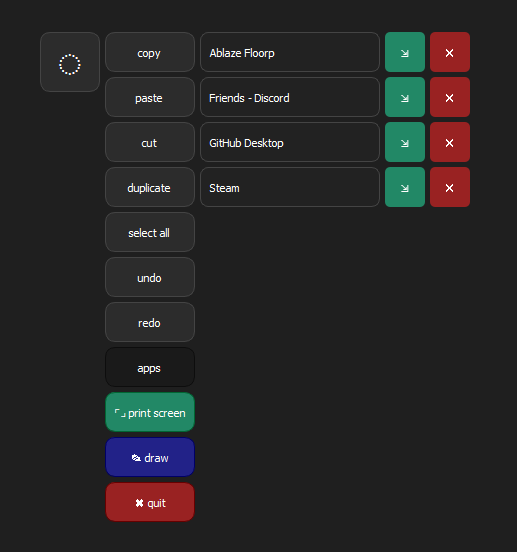 copy
Ablaze Floorp
paste
Friends - Discord
cut
GitHub Desktop
duplicate
Steam
select all
undo
redo
apps
print screen
draw
quit